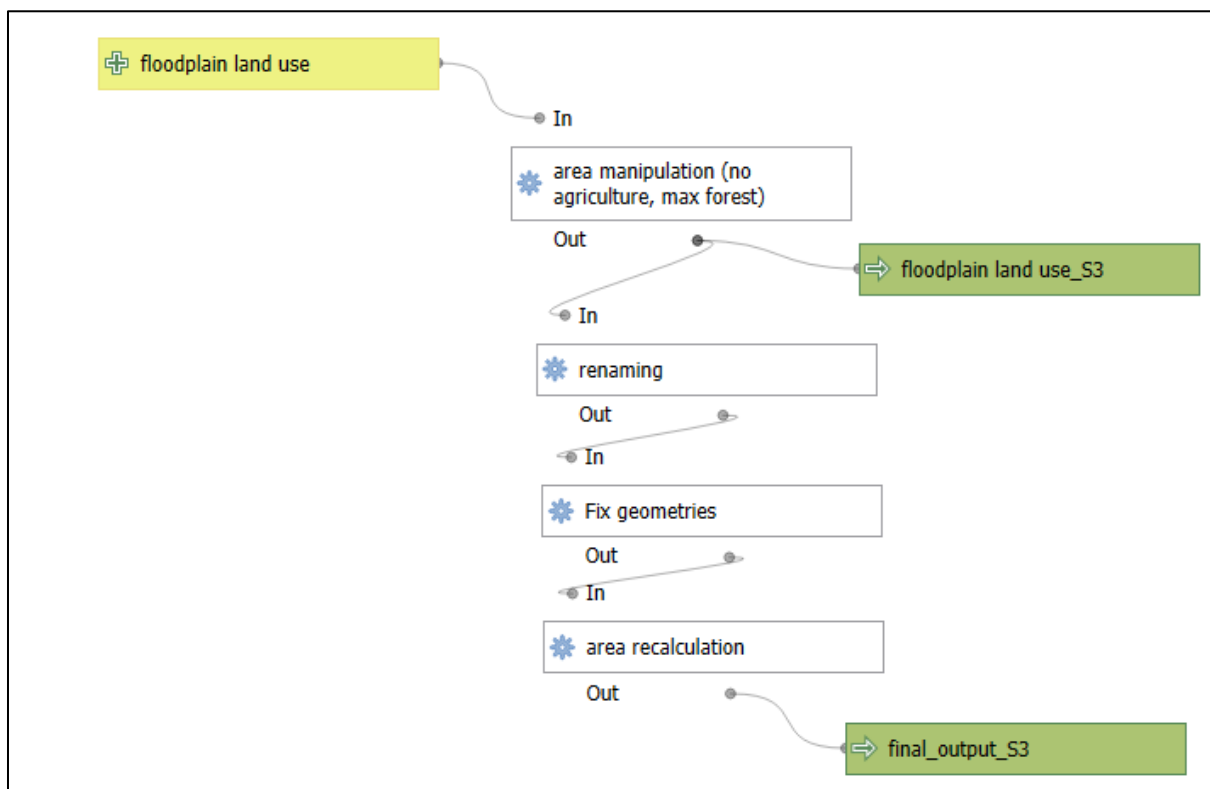 floodplain land use
In
area manipulation (no
agriculture, max forest)
Out
floodplain land use_S3
In
renaming
Out
In
Fix geometries
Out
In
area recalculation
Out
final_output_S3